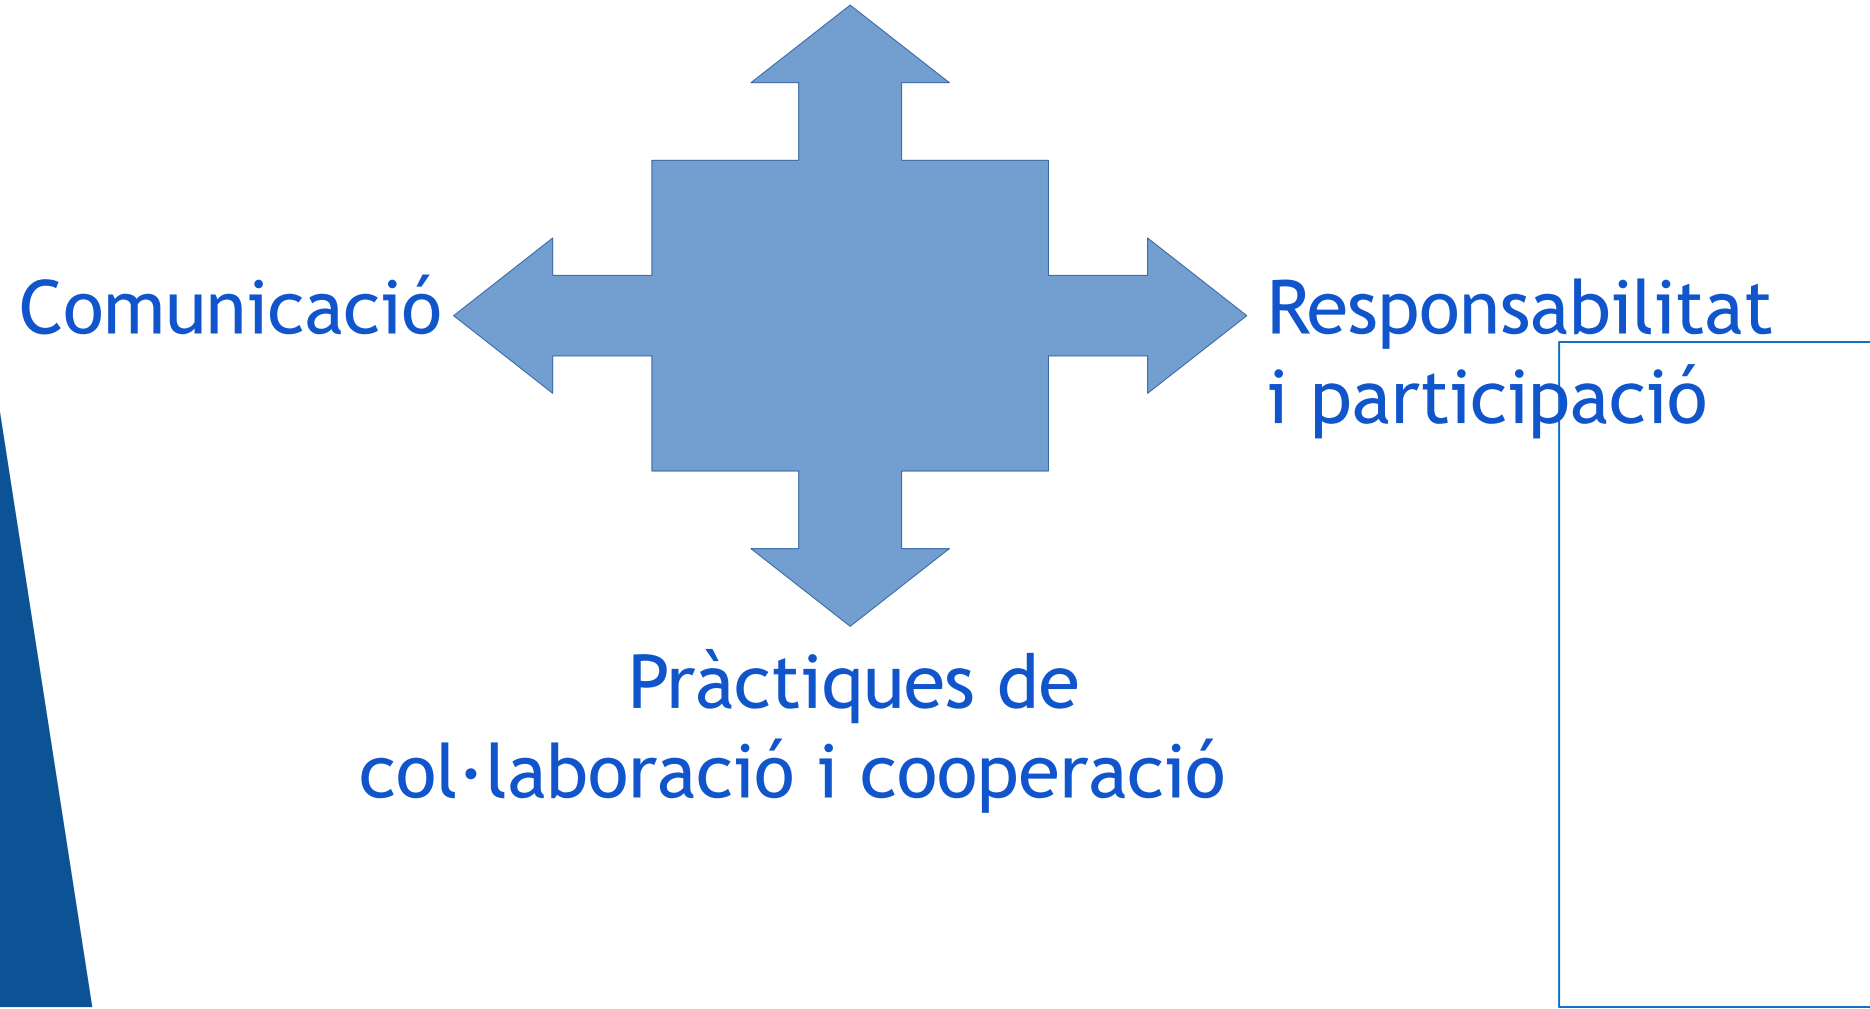 Comunicació
Responsabilitat
i participació
Pràctiques de
col·laboració i cooperació